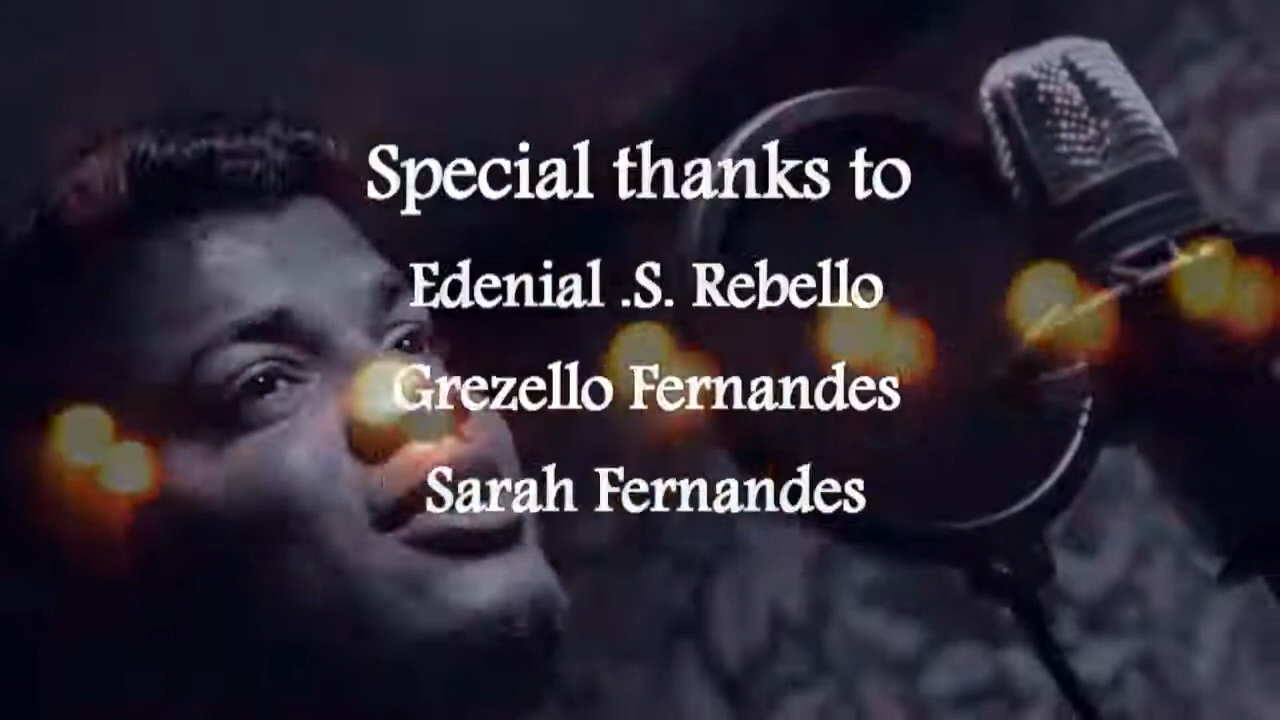 Special thanks to
Edenial .S. Rebello
Grezello Fernandes
Sarah Fernandes